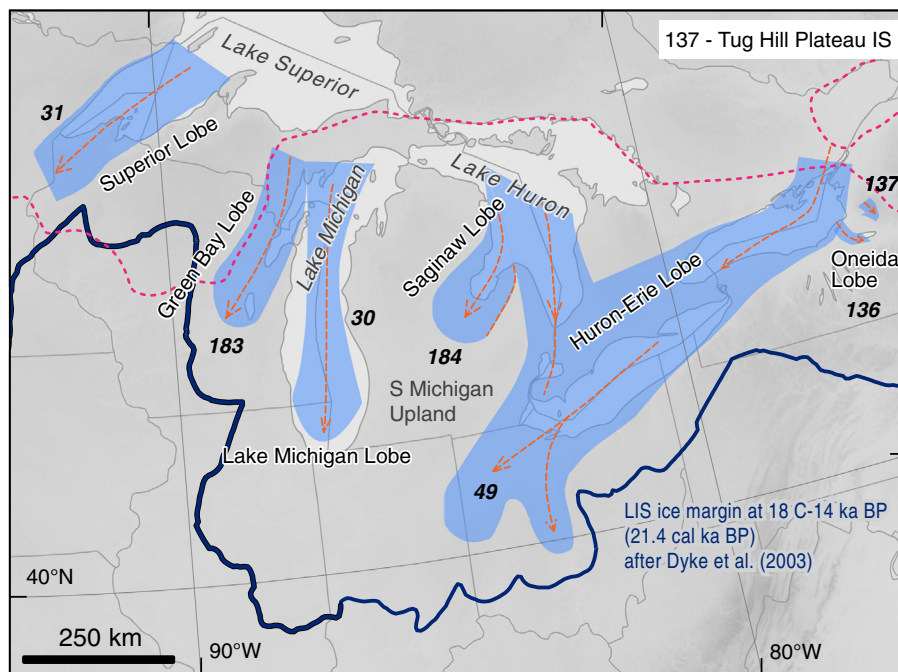 137 - Tug Hill Plateau IS
Lake Superior
31
Superior Lobe
Green Bay Lobe
Lake Michigan
Lake Huron
Saginaw Lobe
Huron-Erie Lobe
137
Oneida
Lobe
136
30
183
184
S Michigan
Upland
Lake Michigan Lobe
49
LIS ice margin at 18 C-14 ka BP
(21.4 cal ka BP)
after Dyke et al. (2003)
40°N
250 km
90°W
80°W